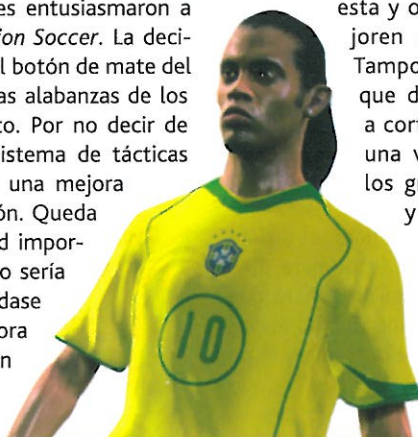 es entusiasmaron a
ion Soccer. La deci-
l botón de mate del
as alabanzas de los
to. Por no decir de
istema de tácticas
una mejora
ón. Queda
d impor-
o sería
dase
ora
n
10
esta y o
joren
Tampo
que d
a cort
una v
los g
y